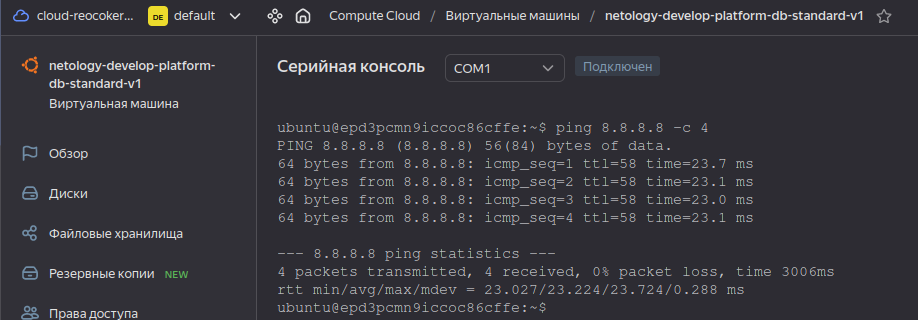 cloud-reocoker... DE default Compute Cloud / Виртуальные машины / netology-develop-platform-db-standard-v1
netology-develop-platform-
db-standard-v1
Виртуальная машина
Обзор
Диски
Файловые хранилища
Резервные копии NEW
Права доступа
Серийная консоль COM1 Подключен
ubuntu@epd3pcmn9iccoc86cffe:~$ ping 8.8.8.8 -c 4
PING 8.8.8.8 (8.8.8.8) 56(84) bytes of data.
64 bytes from 8.8.8.8: icmp_seq=1 ttl=58 time=23.7 ms
64 bytes from 8.8.8.8: icmp_seq=2 ttl=58 time=23.1 ms
64 bytes from 8.8.8.8: icmp_seq=3 ttl=58 time=23.0 ms
64 bytes from 8.8.8.8: icmp_seq=4 ttl=58 time=23.1 ms
--- 8.8.8.8 ping statistics ---
4 packets transmitted, 4 received, 0% packet loss, time 3006ms
rtt min/avg/max/mdev = 23.027/23.224/23.724/0.288 ms
ubuntu@epd3pcmn9iccoc86cffe:~$